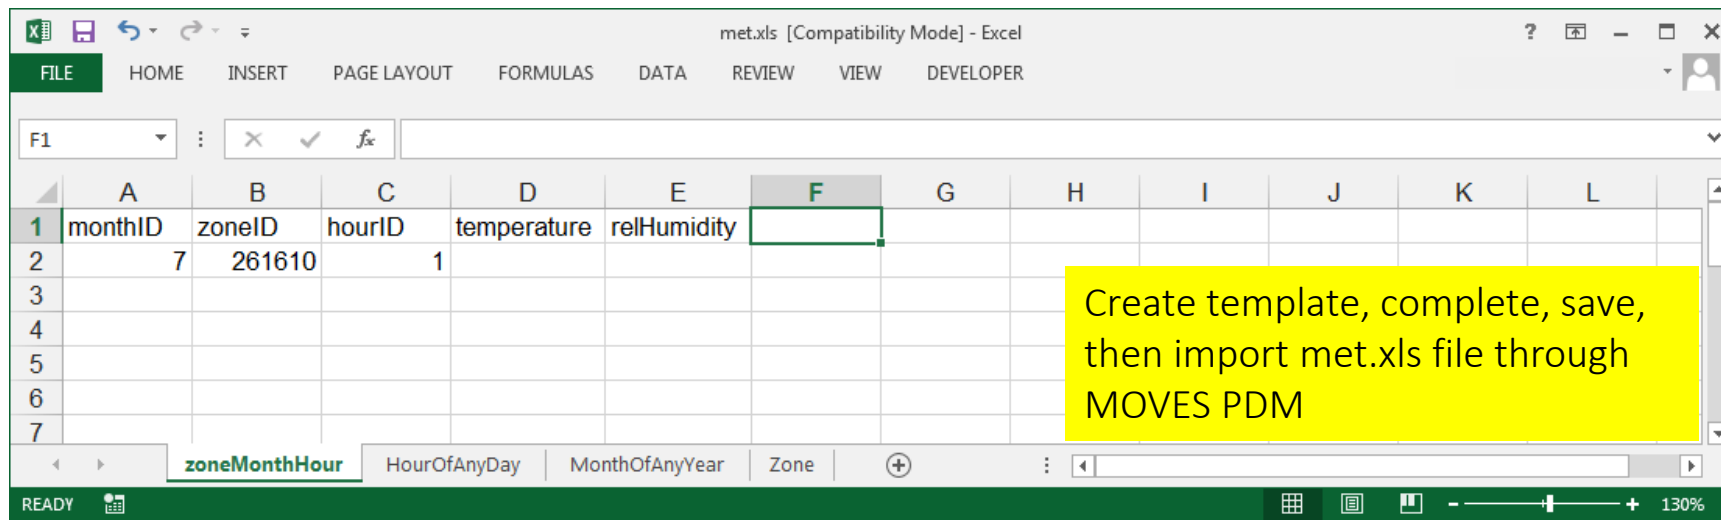 met.xls [Compatibility Mode] - Excel
?
FILE HOME INSERT PAGE LAYOUT FORMULAS DATA REVIEW VIEW DEVELOPER
F1 fx
A B C D E F G H I J K L
1 monthID zoneID hourID temperature relHumidity
2 7 261610 1
3
4
5
6
7
Create template, complete, save,
then import met.xls file through
MOVES PDM
zoneMonthHour HourOfAnyDay MonthOfAnyYear Zone
READY 130%